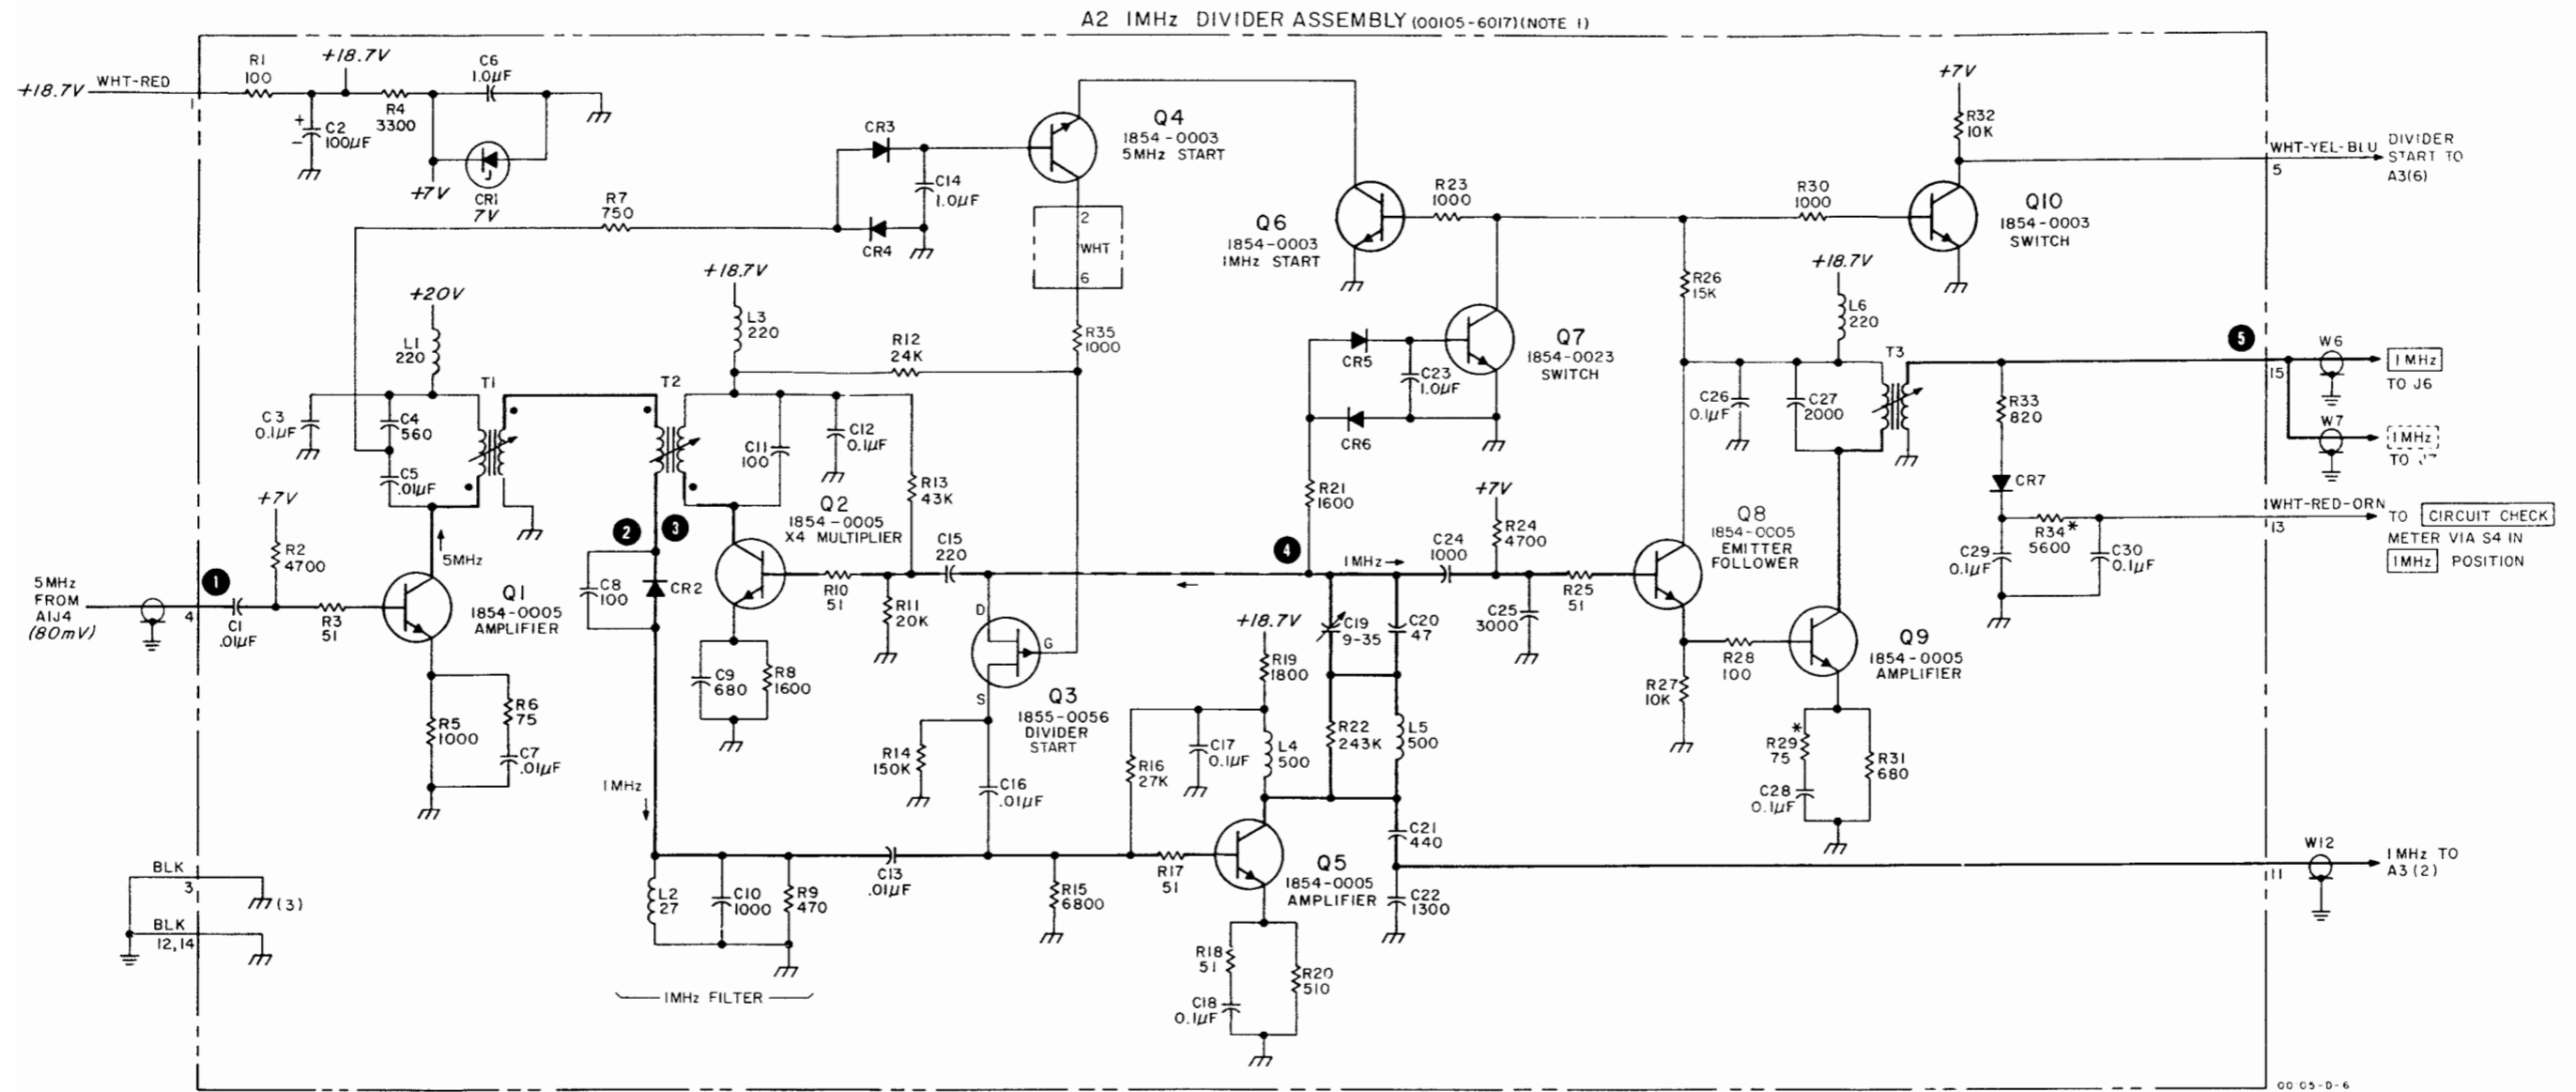 A2 1MHz DIVIDER ASSEMBLY (00105-6017)(NOTE 1)
+18.7V
WHT-RED
1
R1
100
+18.7V
C6
1.0µF
R4
3300
+
−
C2
100µF
+7V
CR1
7V
CR3
CR4
C14
1.0µF
Q4
1854-0003
5MHz START
2
WHT
6
R7
750
Q6
1854-0003
1MHz START
R23
1000
R30
1000
+7V
R32
10K
Q10
1854-0003
SWITCH
WHT-YEL-BLU
5
DIVIDER
START TO
A3(6)
+20V
L1
220
+18.7V
L3
220
R12
24K
R35
1000
CR5
CR6
C23
1.0µF
Q7
1854-0023
SWITCH
R26
15K
+18.7V
L6
220
T3
5
15
W6
1MHz
TO J6
W7
1MHz
C3
0.1µF
C4
560
C5
.01µF
T1
T2
C11
100
C12
0.1µF
R13
43K
R21
1600
C26
0.1µF
C27
2000
R33
820
CR7
WHT-RED-ORN
13
TO CIRCUIT CHECK
METER VIA S4 IN
1MHz POSITION
R34*
5600
C29
0.1µF
C30
0.1µF
+7V
R2
4700
5MHz
FROM
A1J4
(80mV)
4
1
C1
.01µF
R3
51
5MHz
Q1
1854-0005
AMPLIFIER
2
3
C8
100
CR2
Q2
1854-0005
X4 MULTIPLIER
R10
51
R11
20K
C15
220
D
G
S
Q3
1855-0056
DIVIDER
START
4
1MHz
C24
1000
+7V
R24
4700
C25
3000
R25
51
Q8
1854-0005
EMITTER
FOLLOWER
R27
10K
R28
100
Q9
1854-0005
AMPLIFIER
R5
1000
R6
75
C7
.01µF
C9
680
R8
1600
R14
150K
C16
.01µF
+18.7V
R19
1800
C19
9-35
C20
47
R16
27K
C17
0.1µF
L4
500
R22
243K
L5
500
*
R29
75
C28
0.1µF
R31
680
1MHz
L2
27
C10
1000
R9
470
C13
.01µF
R15
6800
R17
51
Q5
1854-0005
AMPLIFIER
C21
440
C22
1300
11
W12
1MHz TO
A3(2)
BLK
3
(3)
BLK
12,14
1MHz FILTER
R18
51
C18
0.1µF
R20
510